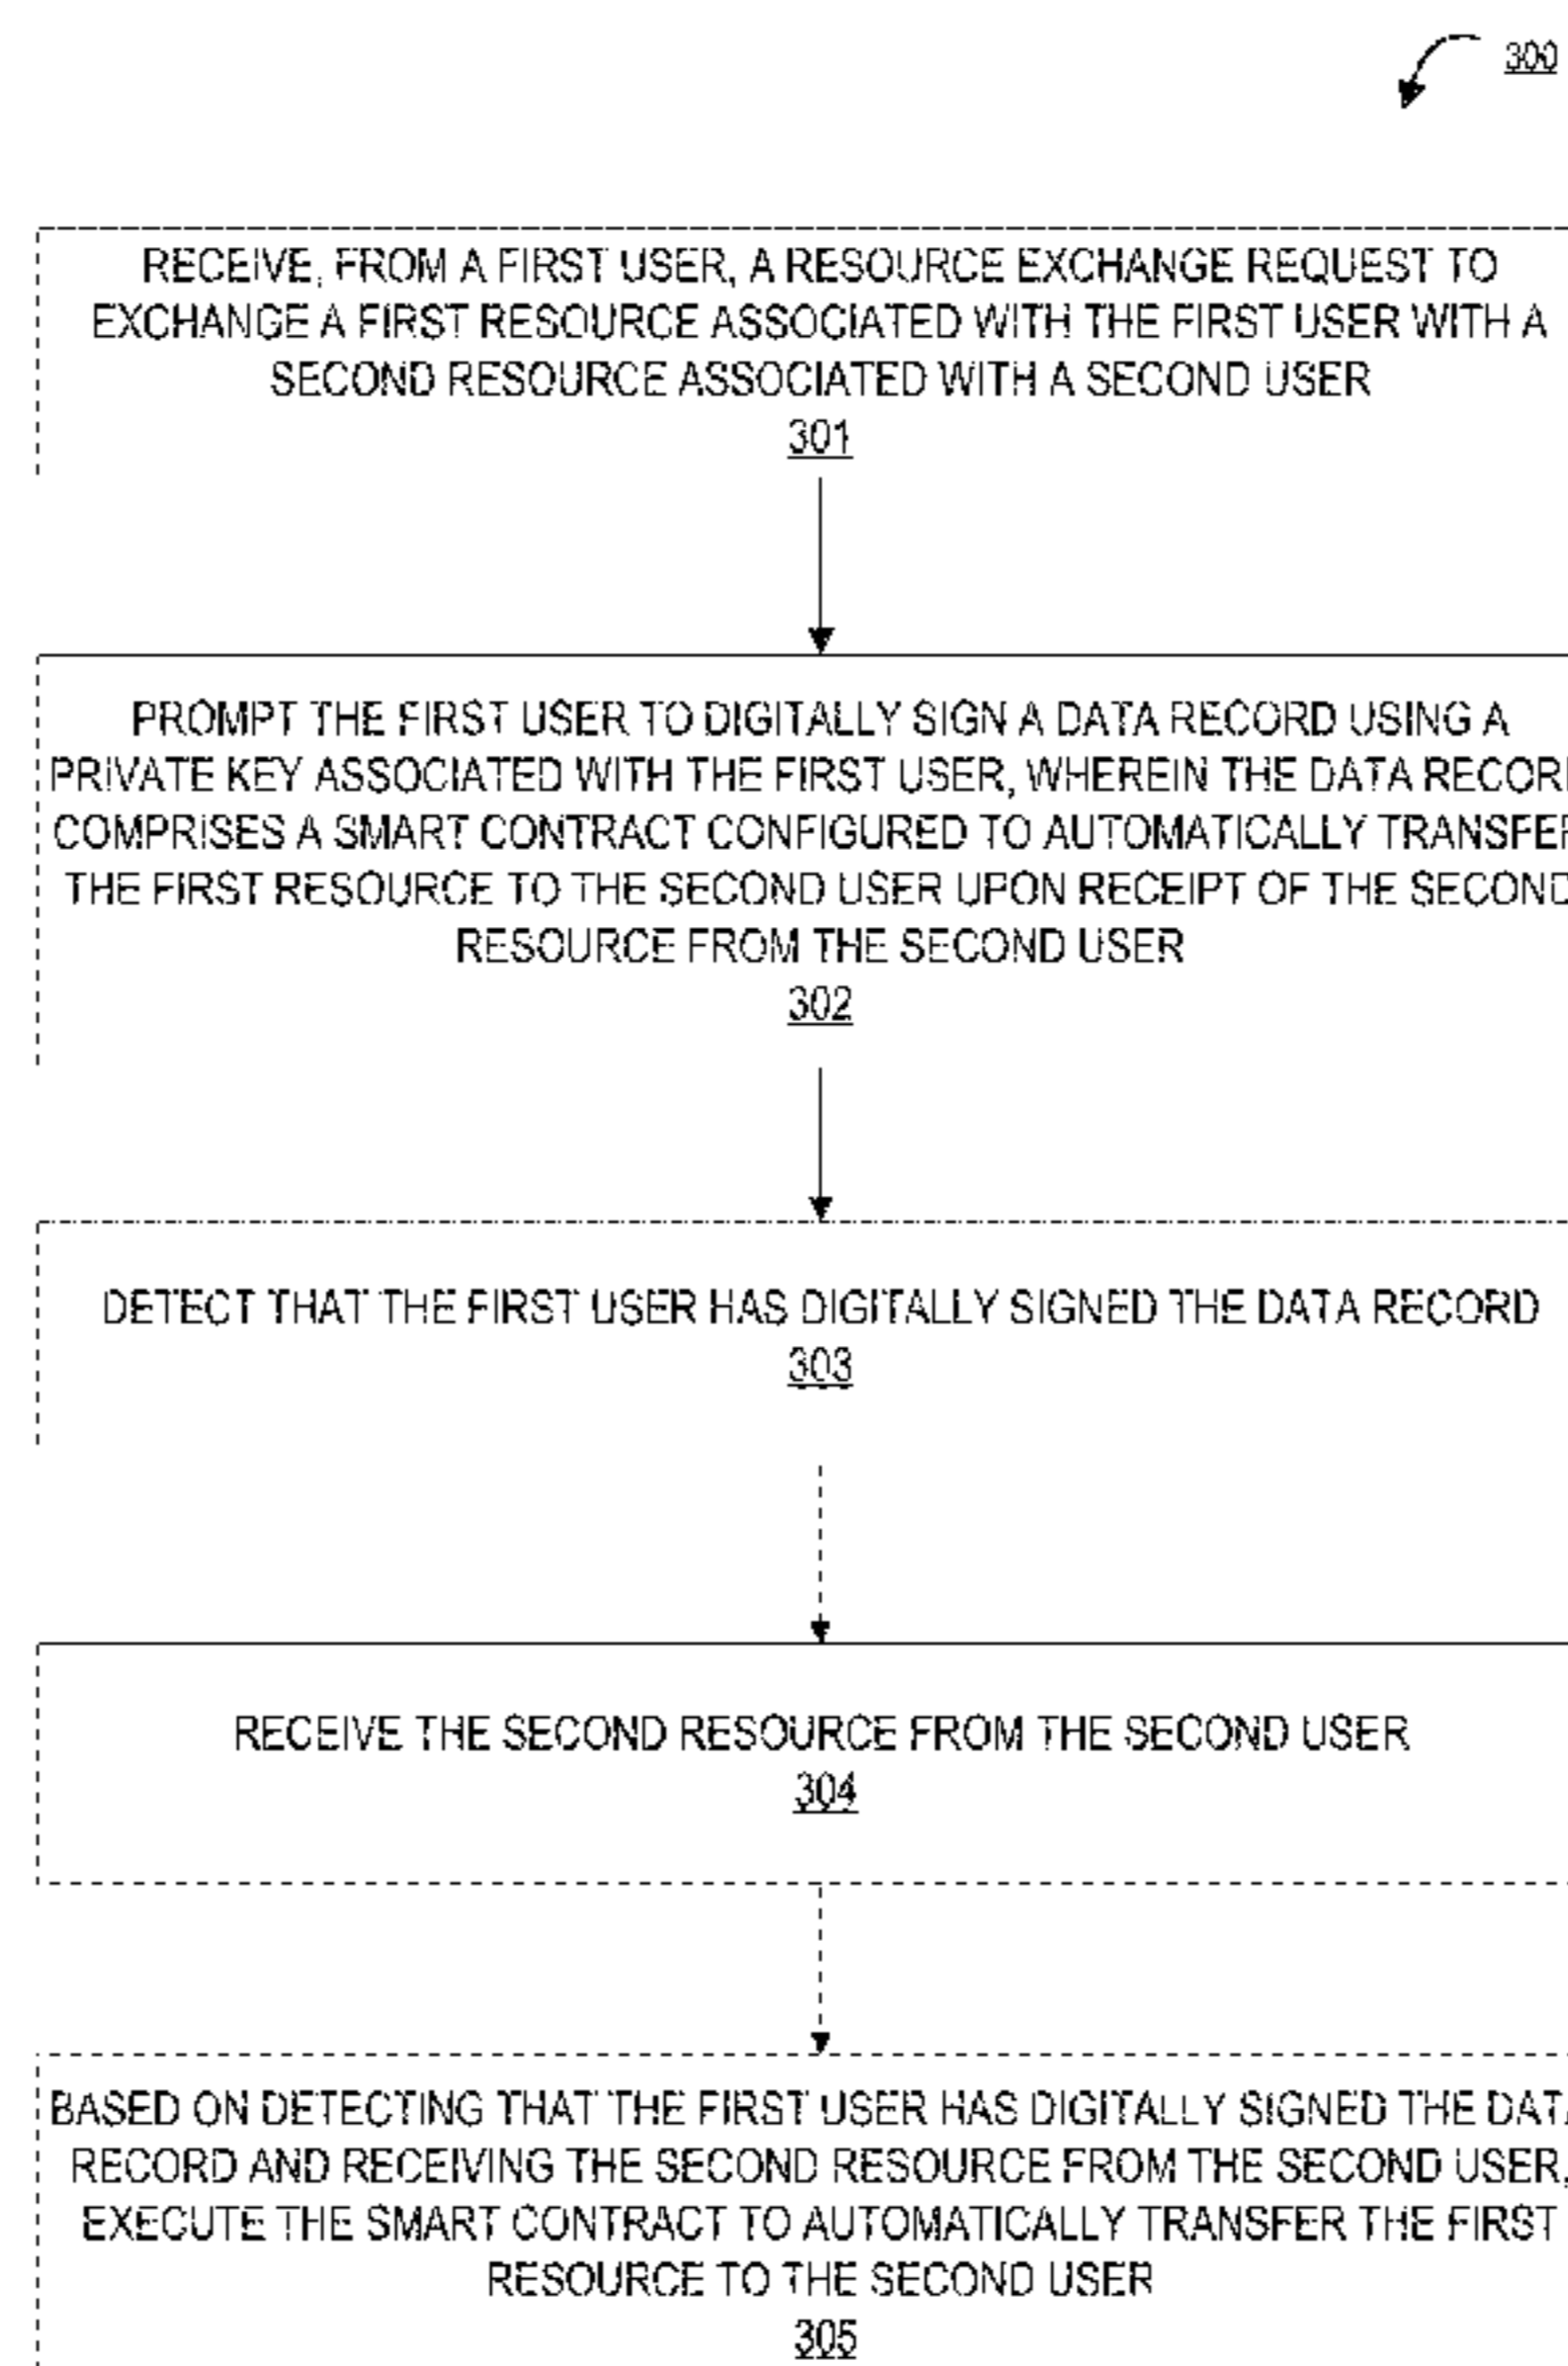 300
RECEIVE, FROM A FIRST USER, A RESOURCE EXCHANGE REQUEST TO
EXCHANGE A FIRST RESOURCE ASSOCIATED WITH THE FIRST USER WITH A
SECOND RESOURCE ASSOCIATED WITH A SECOND USER
301
PROMPT THE FIRST USER TO DIGITALLY SIGN A DATA RECORD USING A
PRIVATE KEY ASSOCIATED WITH THE FIRST USER, WHEREIN THE DATA RECORD
COMPRISES A SMART CONTRACT CONFIGURED TO AUTOMATICALLY TRANSFER
THE FIRST RESOURCE TO THE SECOND USER UPON RECEIPT OF THE SECOND
RESOURCE FROM THE SECOND USER
302
DETECT THAT THE FIRST USER HAS DIGITALLY SIGNED THE DATA RECORD
303
RECEIVE THE SECOND RESOURCE FROM THE SECOND USER
304
BASED ON DETECTING THAT THE FIRST USER HAS DIGITALLY SIGNED THE DATA
RECORD AND RECEIVING THE SECOND RESOURCE FROM THE SECOND USER,
EXECUTE THE SMART CONTRACT TO AUTOMATICALLY TRANSFER THE FIRST
RESOURCE TO THE SECOND USER
305